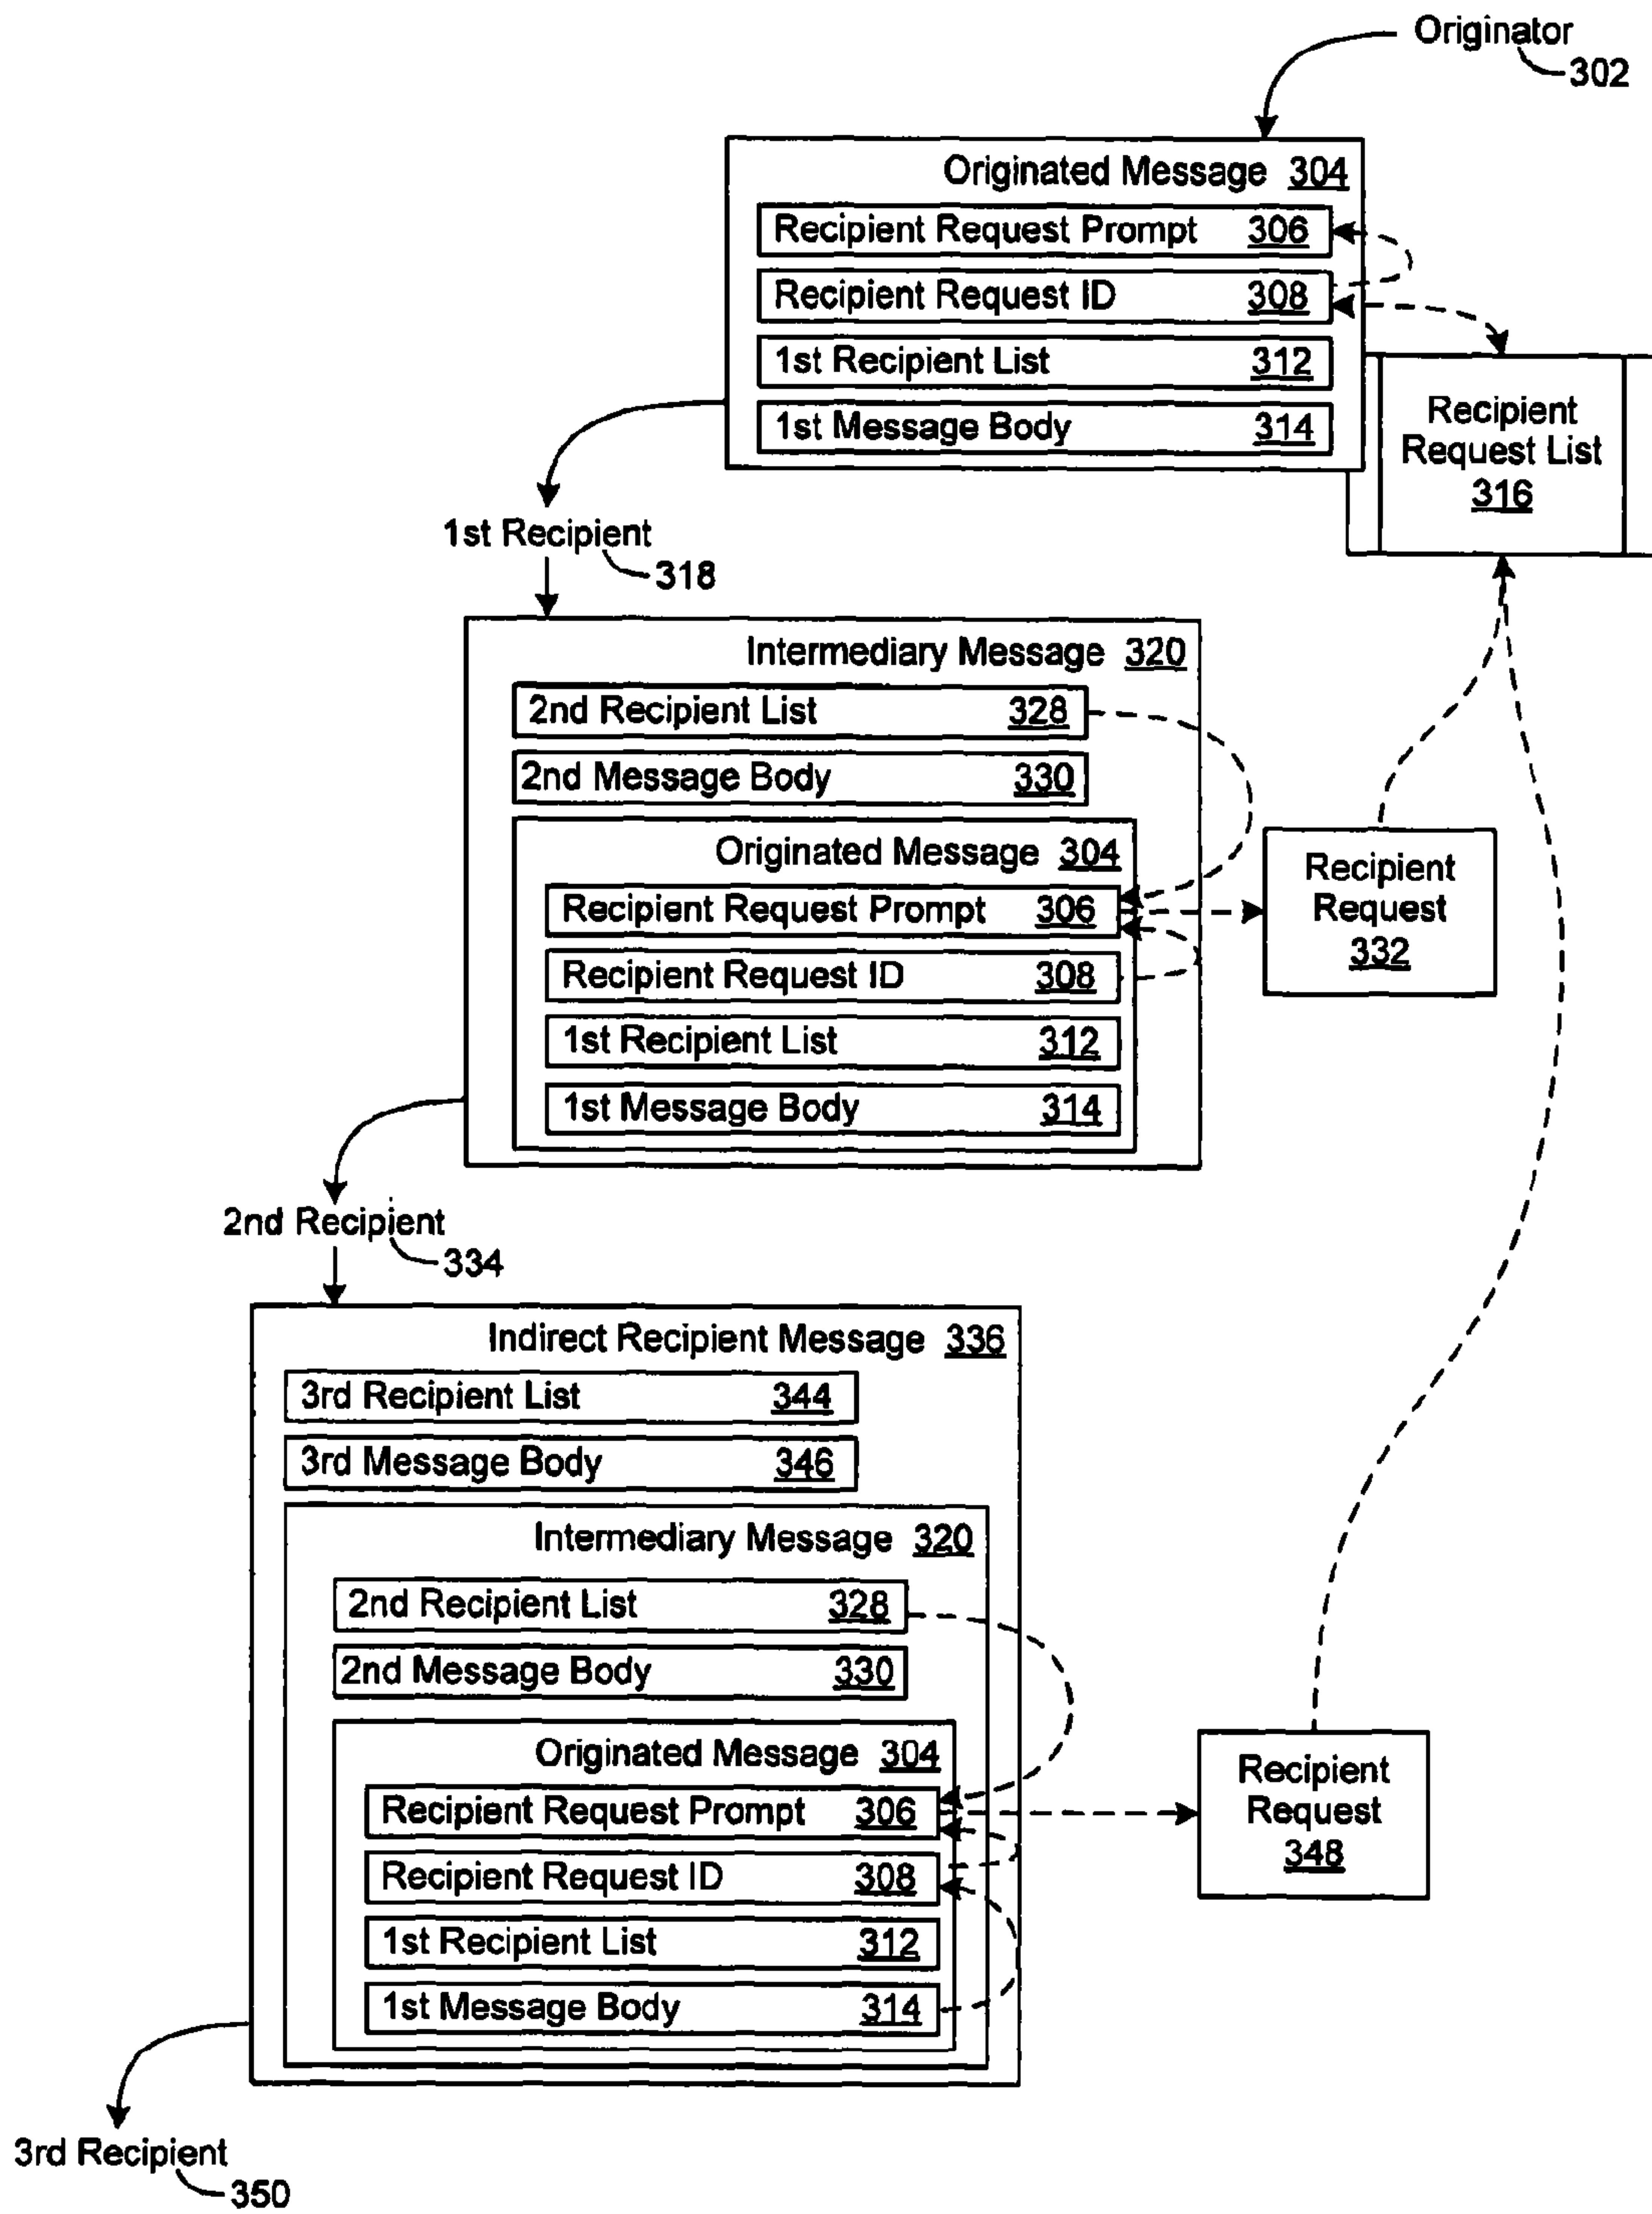 Originator
302
Originated Message 304
Recipient Request Prompt 306
Recipient Request ID 308
1st Recipient List 312
1st Message Body 314
Recipient
Request List
316
1st Recipient
318
Intermediary Message 320
2nd Recipient List 328
2nd Message Body 330
Originated Message 304
Recipient Request Prompt 306
Recipient Request ID 308
1st Recipient List 312
1st Message Body 314
Recipient
Request
332
2nd Recipient
334
Indirect Recipient Message 336
3rd Recipient List 344
3rd Message Body 346
Intermediary Message 320
2nd Recipient List 328
2nd Message Body 330
Originated Message 304
Recipient Request Prompt 306
Recipient Request ID 308
1st Recipient List 312
1st Message Body 314
Recipient
Request
348
3rd Recipient
350